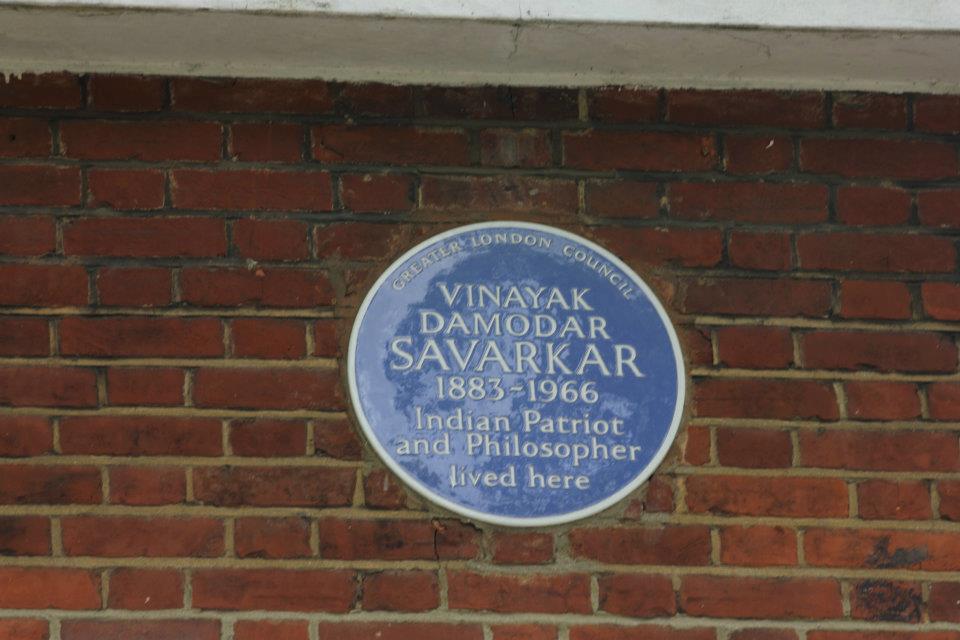 GREATER LONDON COUNCIL
VINAYAK
DAMODAR
SAVARKAR
1883-1966
Indian Patriot
and Philosopher
lived here